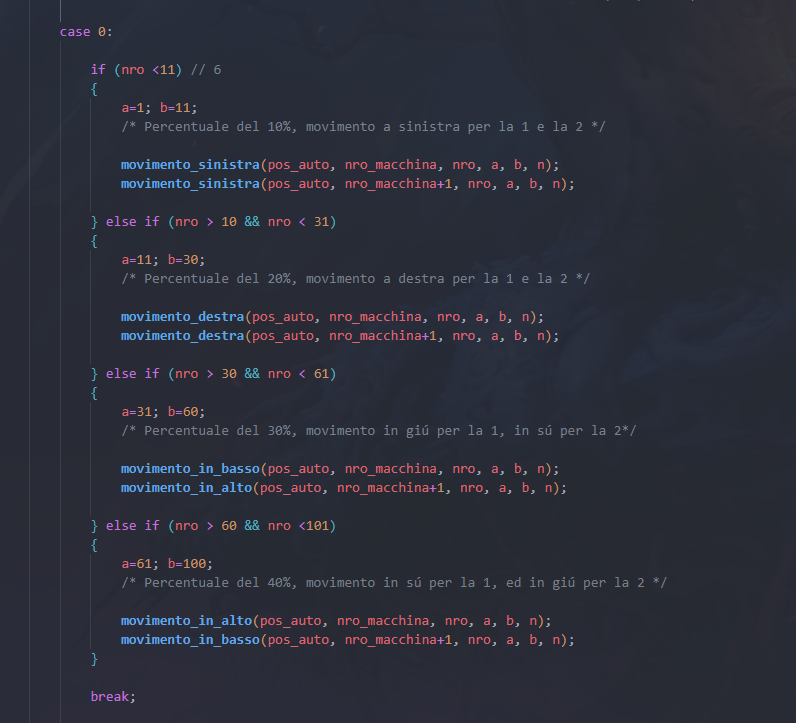 case 0:
if (nro <11) // 6
{
a=1; b=11;
/* Percentuale del 10%, movimento a sinistra per la 1 e la 2 */
movimento_sinistra(pos_auto, nro_macchina, nro, a, b, n);
movimento_sinistra(pos_auto, nro_macchina+1, nro, a, b, n);
} else if (nro > 10 && nro < 31)
{
a=11; b=30;
/* Percentuale del 20%, movimento a destra per la 1 e la 2 */
movimento_destra(pos_auto, nro_macchina, nro, a, b, n);
movimento_destra(pos_auto, nro_macchina+1, nro, a, b, n);
} else if (nro > 30 && nro < 61)
{
a=31; b=60;
/* Percentuale del 30%, movimento in giú per la 1, in sú per la 2*/
movimento_in_basso(pos_auto, nro_macchina, nro, a, b, n);
movimento_in_alto(pos_auto, nro_macchina+1, nro, a, b, n);
} else if (nro > 60 && nro <101)
{
a=61; b=100;
/* Percentuale del 40%, movimento in sú per la 1, ed in giú per la 2 */
movimento_in_alto(pos_auto, nro_macchina, nro, a, b, n);
movimento_in_basso(pos_auto, nro_macchina+1, nro, a, b, n);
}
break;